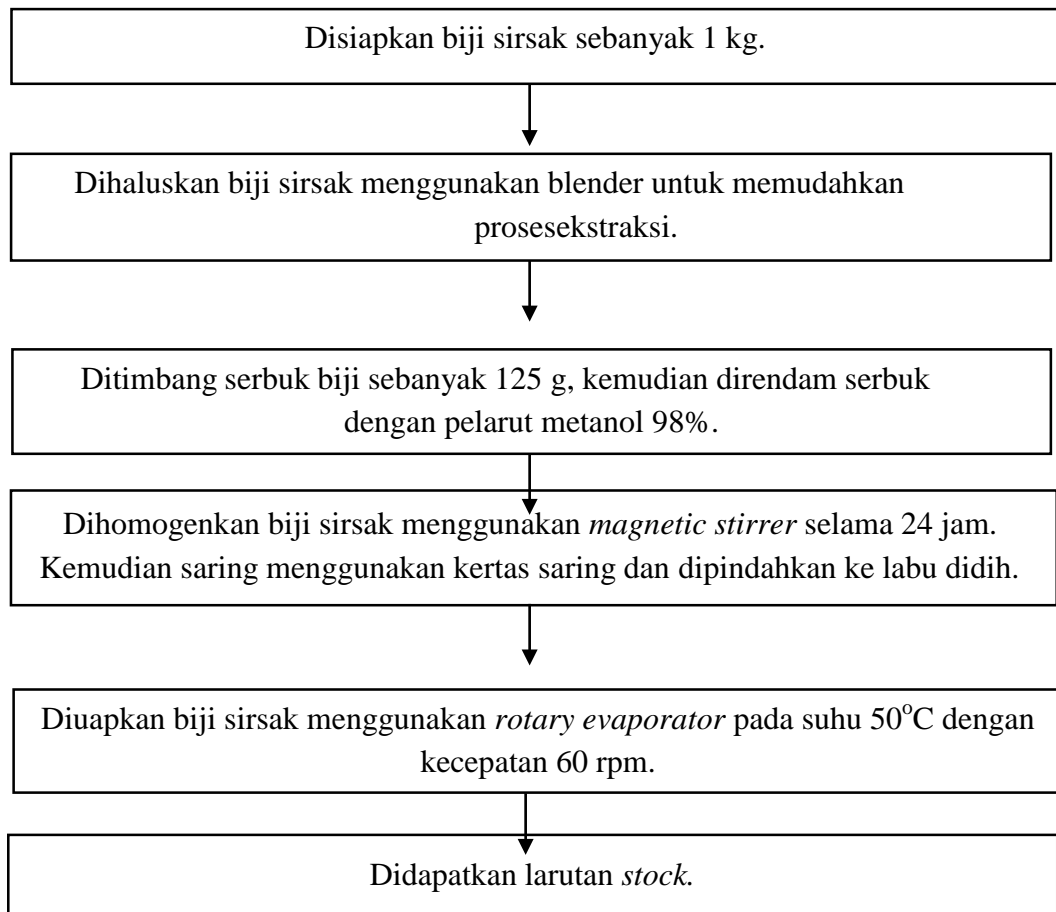 Disiapkan biji sirsak sebanyak 1 kg.
Dihaluskan biji sirsak menggunakan blender untuk memudahkan
prosesekstraksi.
Ditimbang serbuk biji sebanyak 125 g, kemudian direndam serbuk
dengan pelarut metanol 98%.
Dihomogenkan biji sirsak menggunakan magnetic stirrer selama 24 jam.
Kemudian saring menggunakan kertas saring dan dipindahkan ke labu didih.
Diuapkan biji sirsak menggunakan rotary evaporator pada suhu 50°C dengan
kecepatan 60 rpm.
Didapatkan larutan stock.